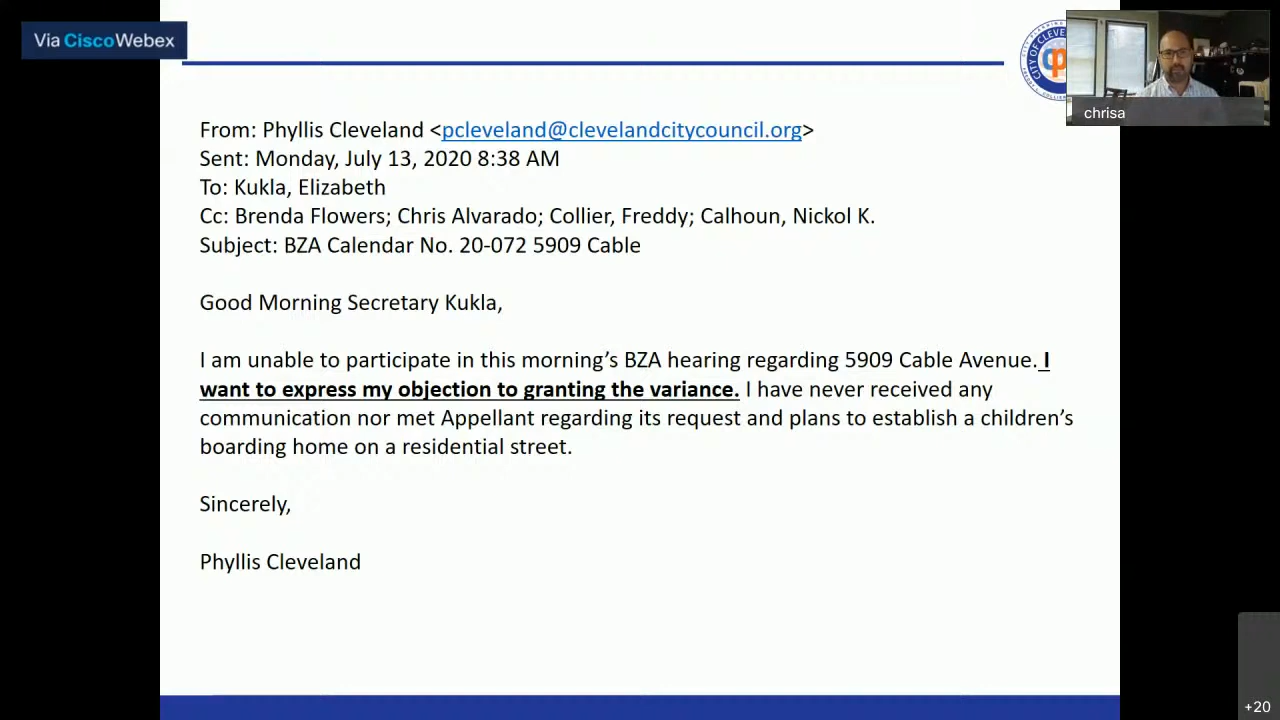 Via CiscoWebex
chrisa
From: Phyllis Cleveland <pcleveland@clevelandcitycouncil.org>
Sent: Monday, July 13, 2020 8:38 AM
To: Kukla, Elizabeth
Cc: Brenda Flowers; Chris Alvarado; Collier, Freddy; Calhoun, Nickol K.
Subject: BZA Calendar No. 20-072 5909 Cable
Good Morning Secretary Kukla,
I am unable to participate in this morning’s BZA hearing regarding 5909 Cable Avenue. I
want to express my objection to granting the variance. I have never received any
communication nor met Appellant regarding its request and plans to establish a children’s
boarding home on a residential street.
Sincerely,
Phyllis Cleveland
+20